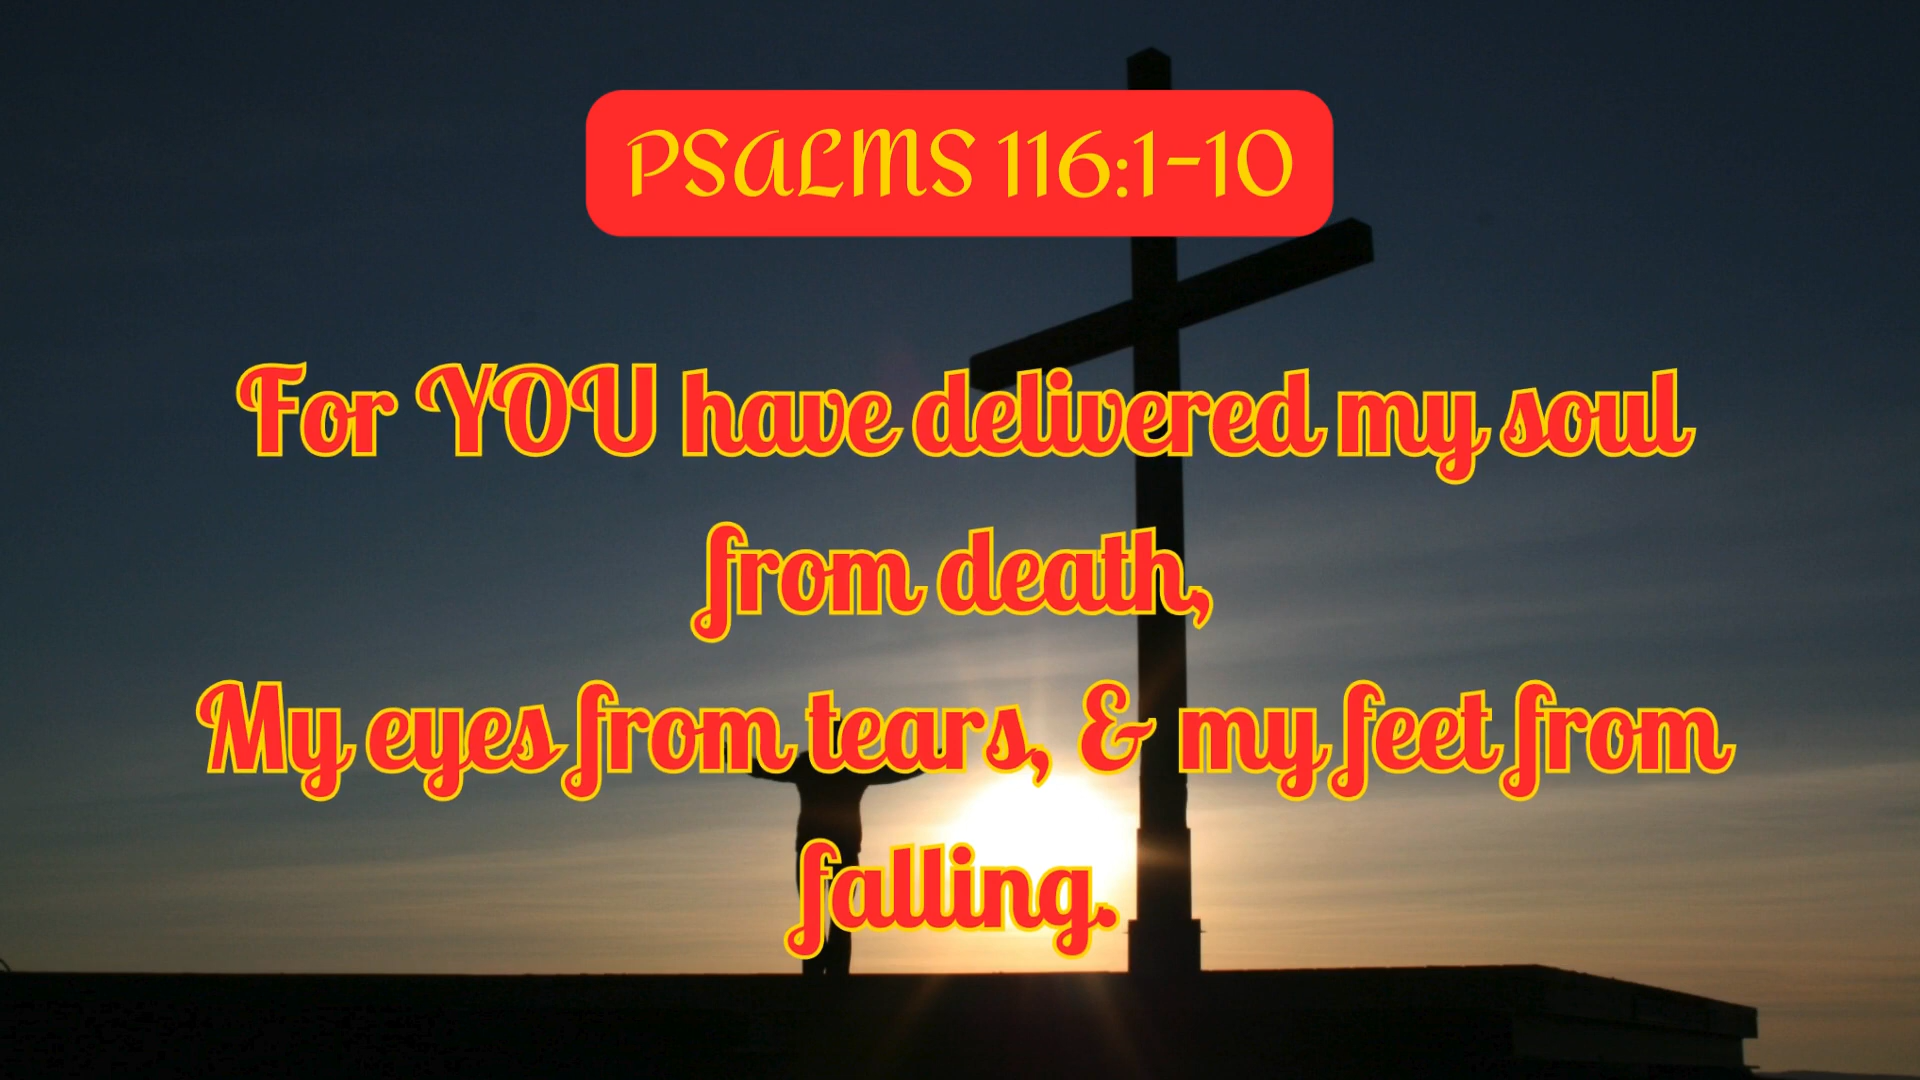 PSALMS 116:1-10
For YOU have delivered my soul
from death,
My eyes from tears, & my feet from
falling.